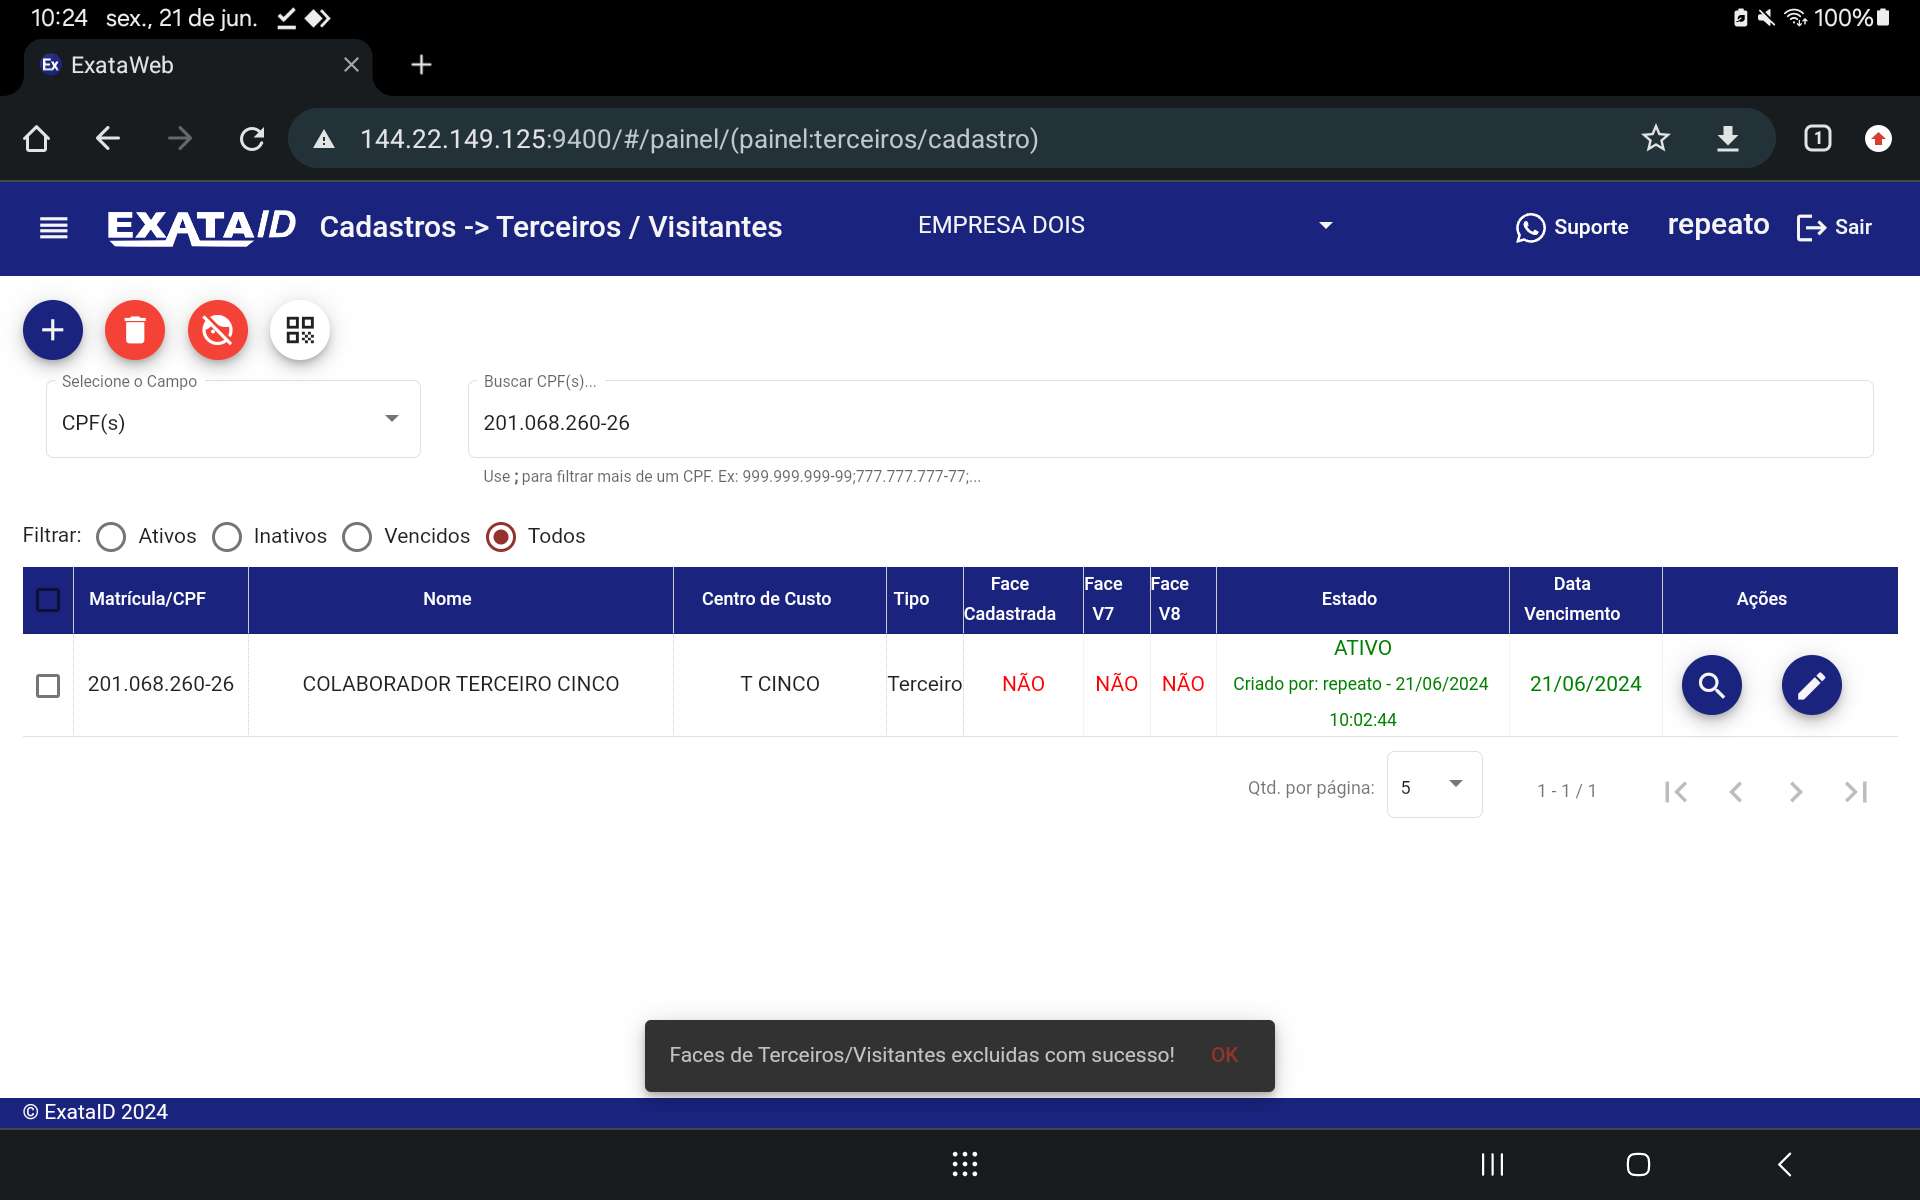 10:24 sex., 21 de jun. 100%
Ex ExataWeb
144.22.149.125:9400/#/painel/(painel:terceiros/cadastro) 1
EXATAID Cadastros -> Terceiros / Visitantes EMPRESA DOIS Suporte repeato Sair
Selecione o Campo Buscar CPF(s)...
CPF(s) 201.068.260-26
Use ; para filtrar mais de um CPF. Ex: 999.999.999-99;777.777.777-77;...
Filtrar: Ativos Inativos Vencidos Todos
Matrícula/CPF Nome Centro de Custo Tipo Face Cadastrada Face V7 Face V8 Estado Data Vencimento Ações
201.068.260-26 COLABORADOR TERCEIRO CINCO T CINCO Terceiro NÃO NÃO NÃO ATIVO Criado por: repeato - 21/06/2024 10:02:44 21/06/2024
Qtd. por página: 5 1 - 1 / 1
Faces de Terceiros/Visitantes excluidas com sucesso! OK
© ExataID 2024